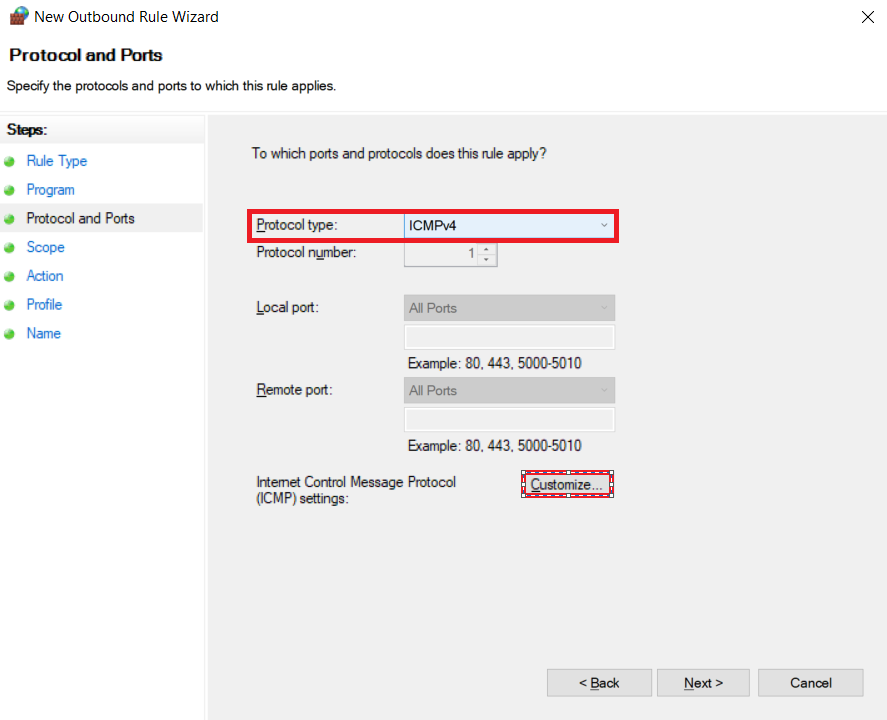 New Outbound Rule Wizard
Protocol and Ports
Specify the protocols and ports to which this rule applies.
Steps:
Rule Type
Program
Protocol and Ports
Scope
Action
Profile
Name
To which ports and protocols does this rule apply?
Protocol type: ICMPv4
Protocol number: 1
Local port: All Ports
Example: 80, 443, 5000-5010
Remote port: All Ports
Example: 80, 443, 5000-5010
Internet Control Message Protocol
(ICMP) settings:
Customize...
< Back Next > Cancel